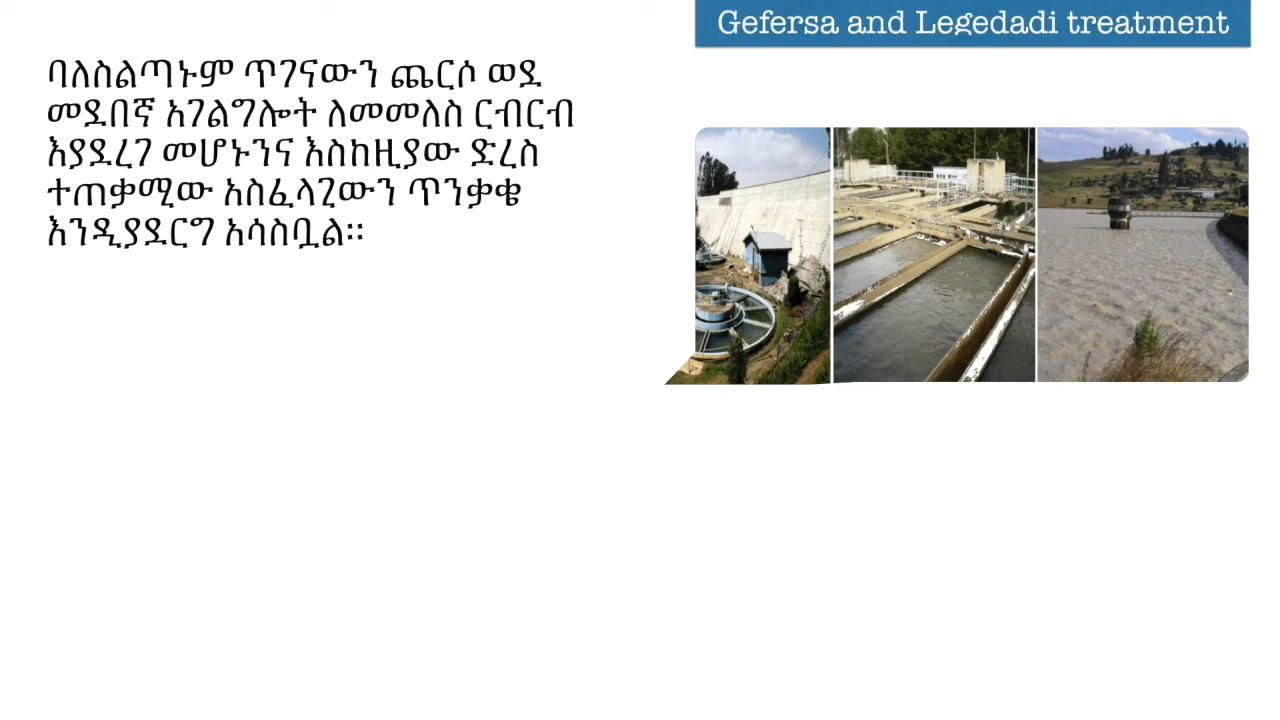 Gefersa and Legedadi treatment
ባለስልጣኑም ጥገናውን ጨርሶ ወደ
መደበኛ አገልግሎት ለመመለስ ርብርብ
እያደረገ መሆኑንና እስከዚያው ድረስ
ተጠቃሚው አስፈላጊውን ጥንቃቄ
እንዲያደርግ አሳስቧል፡፡